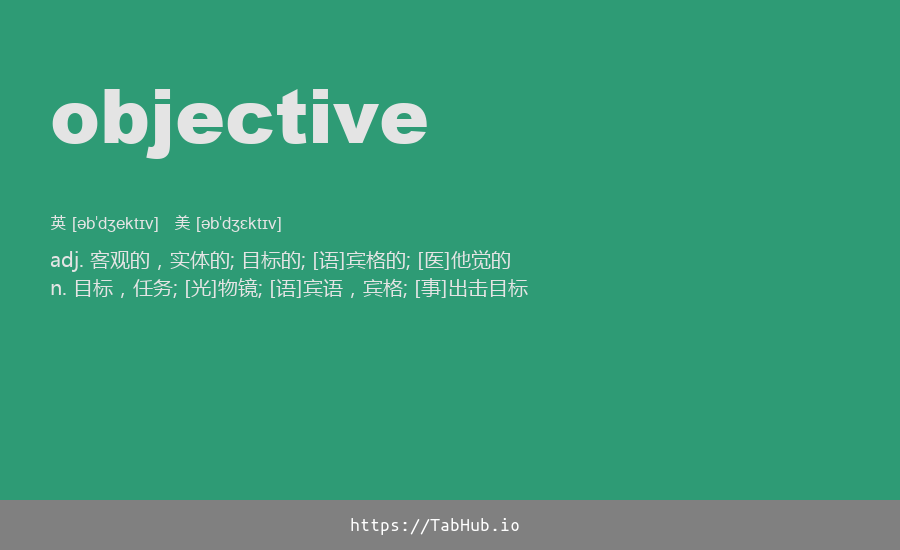 objective
英 [əbˈdʒektɪv] 美 [əbˈdʒɛktɪv]
adj. 客观的，实体的; 目标的; [语]宾格的; [医]他觉的
n. 目标，任务; [光]物镜; [语]宾语，宾格; [事]出击目标
https://TabHub.io